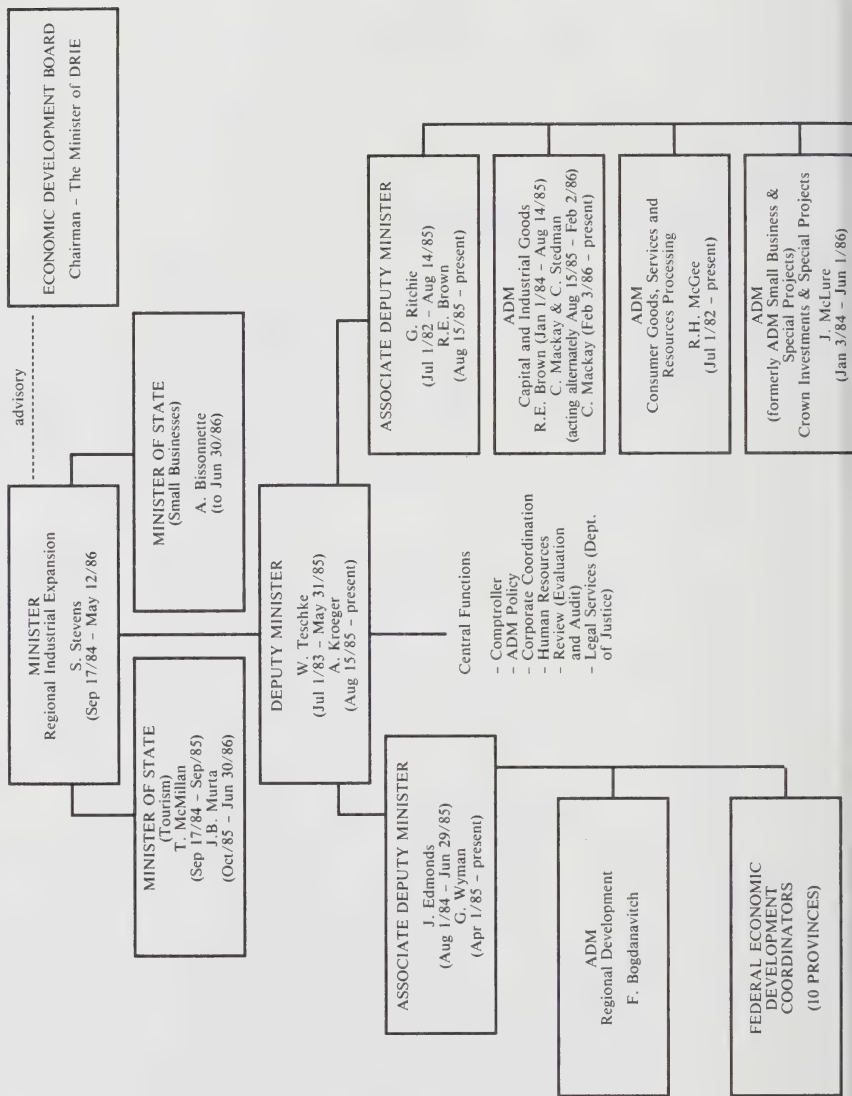 MINISTER
Regional Industrial Expansion
S. Stevens
(Sep 17/84 – May 12/86
advisory
ECONOMIC DEVELOPMENT BOARD
Chairman – The Minister of DRIE
MINISTER OF STATE
(Tourism)
T. McMillan
(Sep 17/84 – Sep/85)
J.B. Murta
(Oct/85 – Jun 30/86)
MINISTER OF STATE
(Small Businesses)
A. Bissonnette
(to Jun 30/86)
DEPUTY MINISTER
W. Teschke
(Jul 1/83 – May 31/85)
A. Kroeger
(Aug 15/85 – present)
ASSOCIATE DEPUTY MINISTER
J. Edmonds
(Aug 1/84 – Jun 29/85)
G. Wyman
(Apr 1/85 – present)
ADM
Regional Development
F. Bogdanavitch
FEDERAL ECONOMIC
DEVELOPMENT
COORDINATORS
(10 PROVINCES)
Central Functions
– Comptroller
– ADM Policy
– Corporate Coordination
– Human Resources
– Review (Evaluation
and Audit)
– Legal Services (Dept.
of Justice)
ASSOCIATE DEPUTY MINISTER
G. Ritchie
(Jul 1/82 – Aug 14/85)
R.E. Brown
(Aug 15/85 – present)
ADM
Capital and Industrial Goods
R.E. Brown (Jan 1/84 – Aug 14/85)
C. Mackay & C. Stedman
(acting alternately Aug 15/85 – Feb 2/86)
C. Mackay (Feb 3/86 – present)
ADM
Consumer Goods, Services and
Resources Processing
R.H. McGee
(Jul 1/82 – present)
ADM
(formerly ADM Small Business &
Special Projects)
Crown Investments & Special Projects
J. McLure
(Jan 3/84 – Jun 1/86)